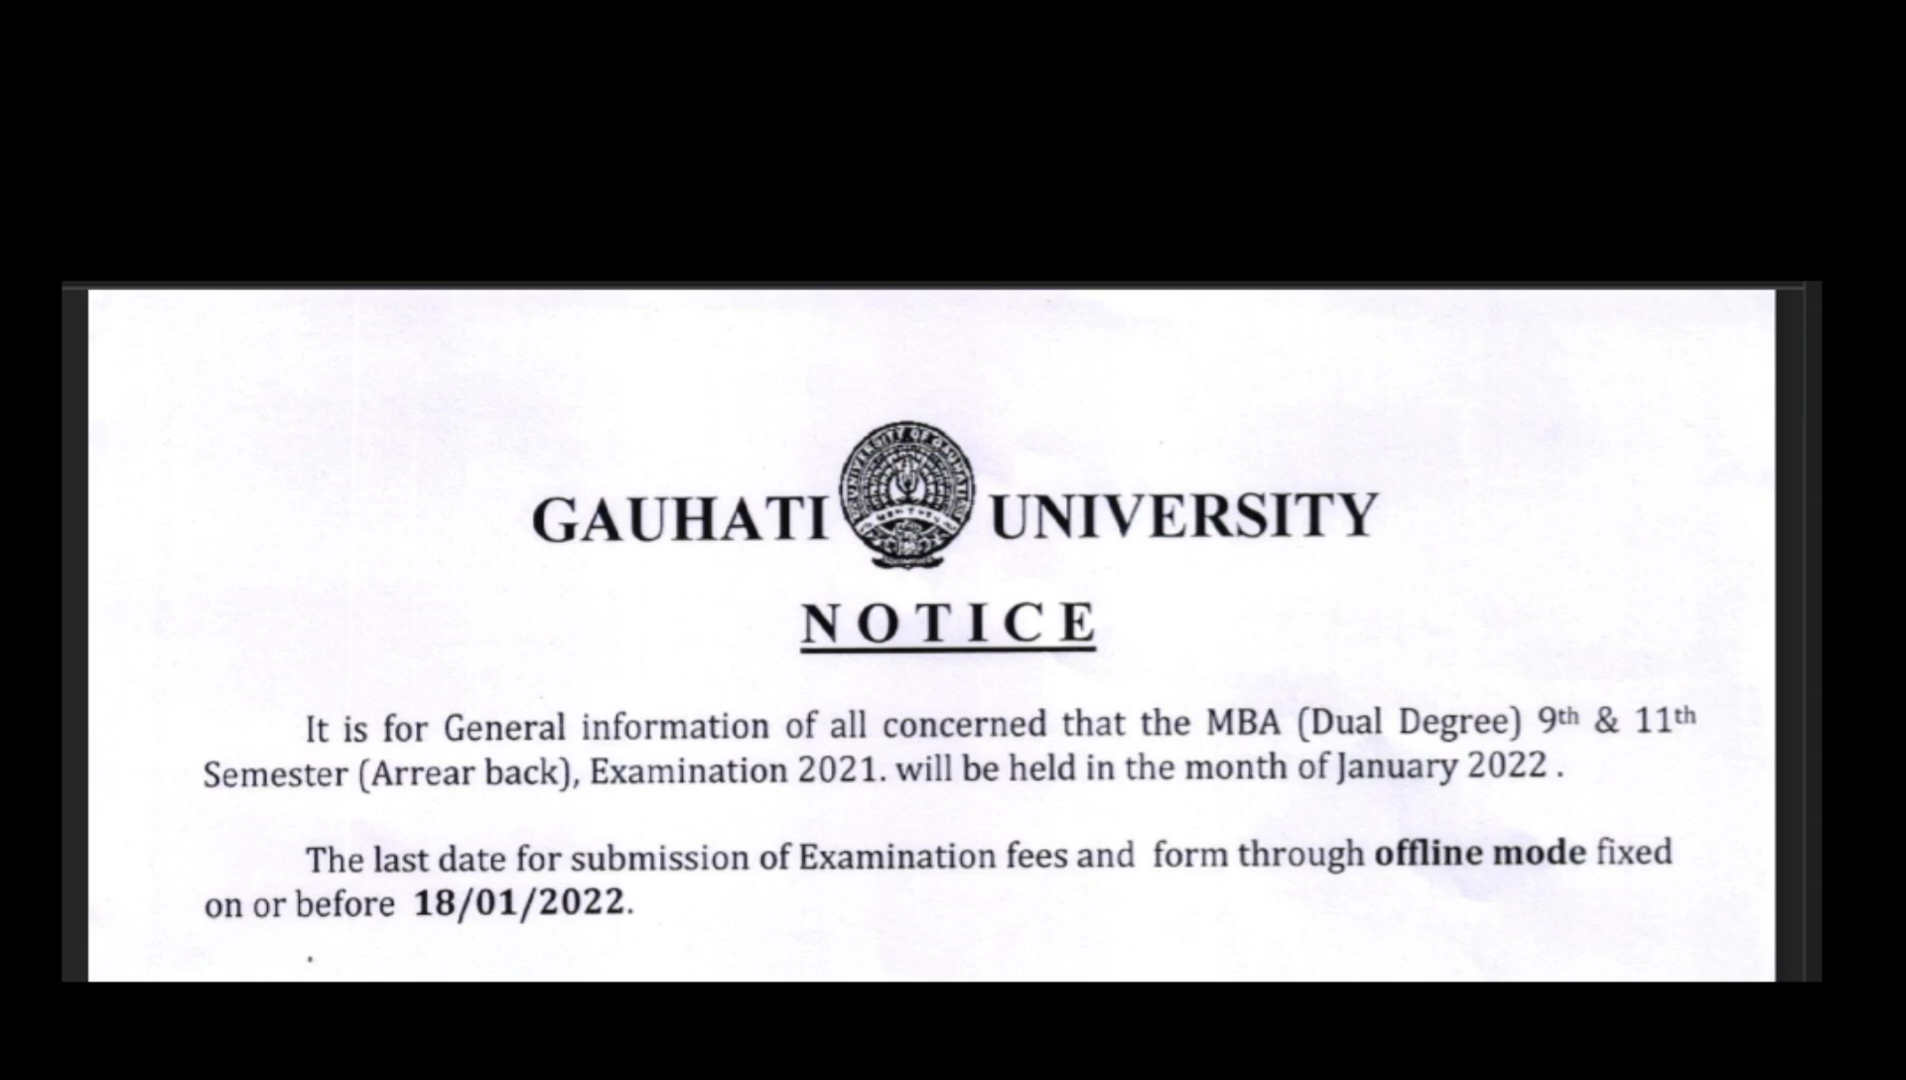 GAUHATI UNIVERSITY
NOTICE
It is for General information of all concerned that the MBA (Dual Degree) 9th & 11th
Semester (Arrear back), Examination 2021. will be held in the month of January 2022 .
The last date for submission of Examination fees and form through offline mode fixed
on or before 18/01/2022.